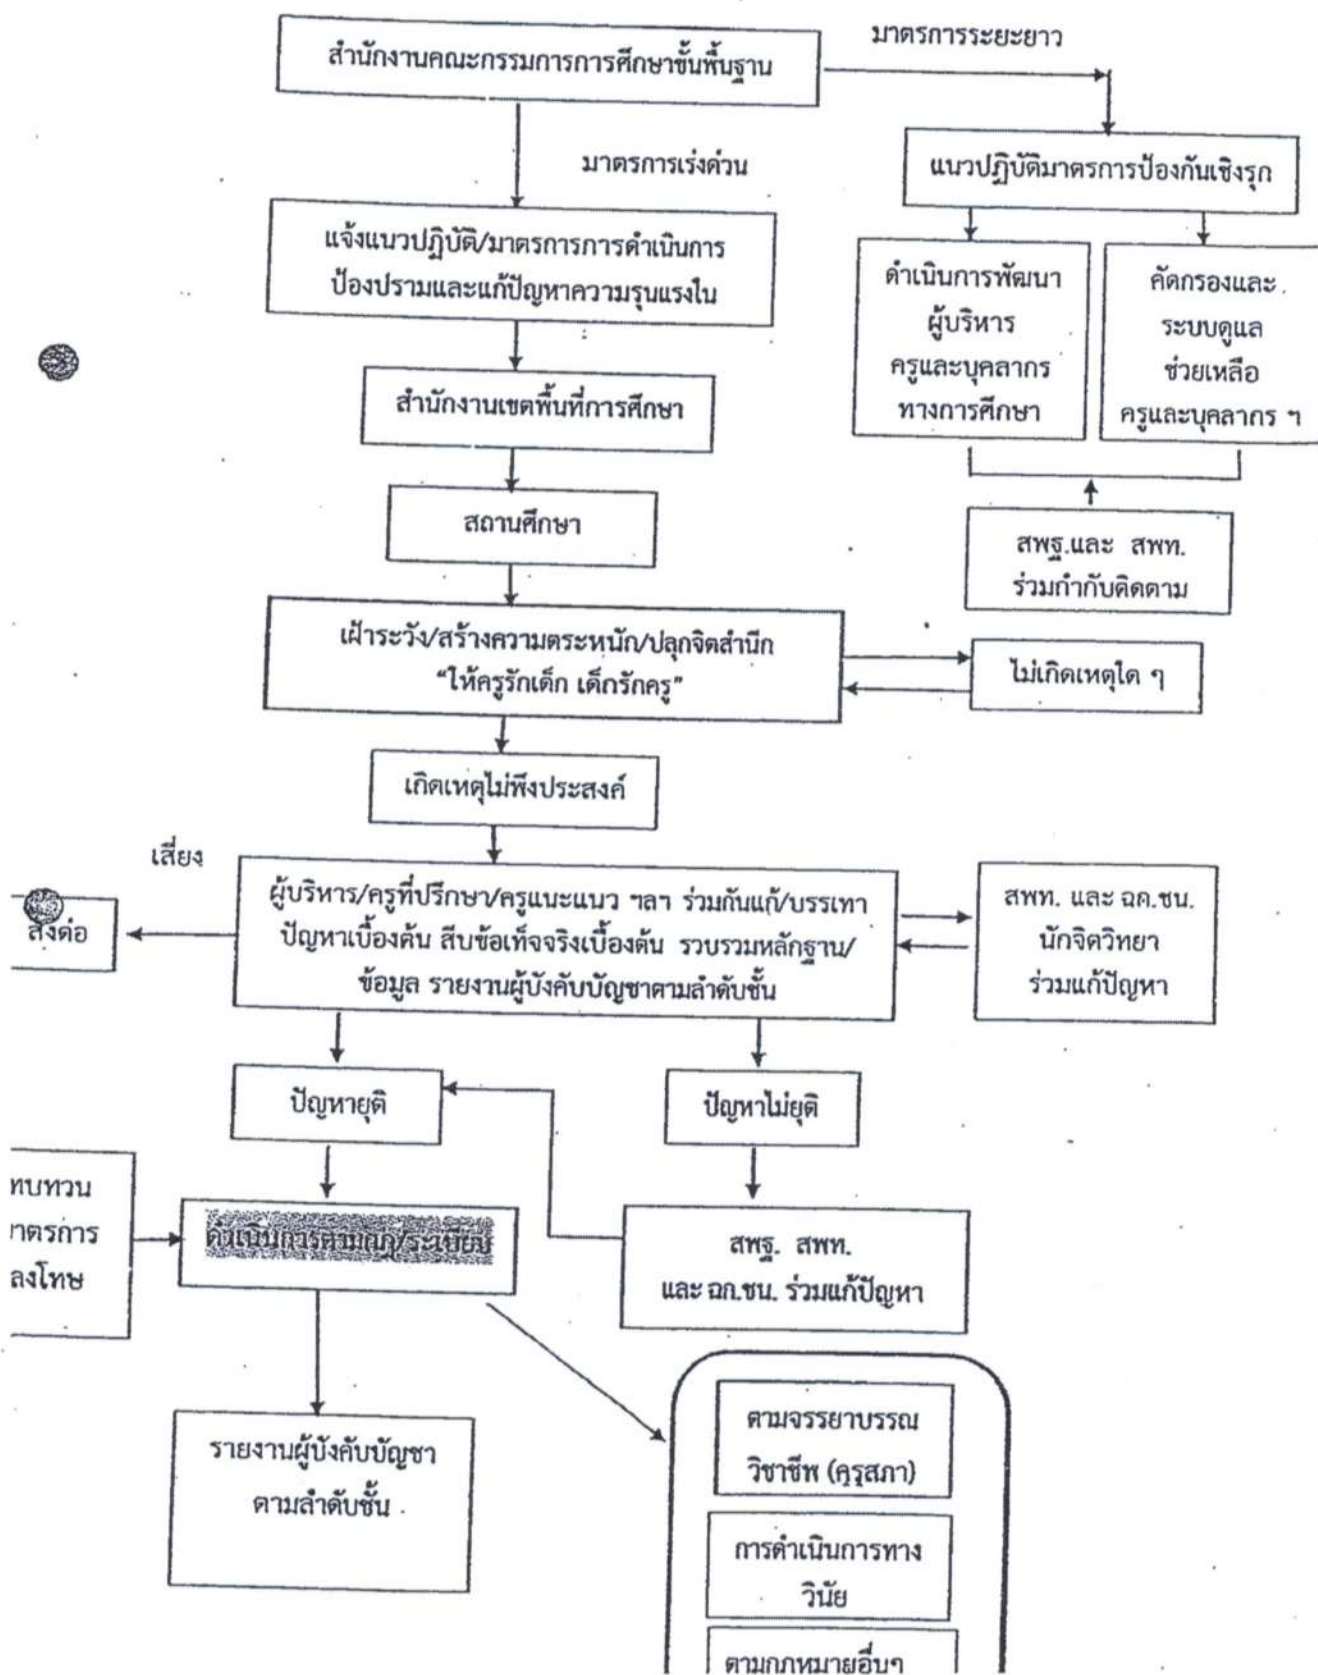 มาตรการระยะยาว
สำนักงานคณะกรรมการการศึกษาขั้นพื้นฐาน
มาตรการเร่งด่วน
แนวปฏิบัติมาตรการป้องกันเชิงรุก
แจ้งแนวปฏิบัติ/มาตรการการดำเนินการ
ป้องปรามและแก้ปัญหาความรุนแรงใน
ดำเนินการพัฒนา
ผู้บริหาร
ครูและบุคลากร
ทางการศึกษา
คัดกรองและ
ระบบดูแล
ช่วยเหลือ
ครูและบุคลากร ฯ
สำนักงานเขตพื้นที่การศึกษา
สถานศึกษา
สพฐ.และ สพท.
ร่วมกำกับติดตาม
เฝ้าระวัง/สร้างความตระหนัก/ปลุกจิตสำนึก
“ให้ครูรักเด็ก เด็กรักครู”
ไม่เกิดเหตุใด ๆ
เกิดเหตุไม่พึงประสงค์
เสี่ยง
ผู้บริหาร/ครูที่ปรึกษา/ครูแนะแนว ฯลฯ ร่วมกันแก้/บรรเทา
ปัญหาเบื้องต้น สืบข้อเท็จจริงเบื้องต้น รวบรวมหลักฐาน/
ข้อมูล รายงานผู้บังคับบัญชาตามลำดับชั้น
ส่งต่อ
สพท. และ ฉก.ชน.
นักจิตวิทยา
ร่วมแก้ปัญหา
ปัญหายุติ
ปัญหาไม่ยุติ
ทบทวน
าตรการ
ลงโทษ
ดำเนินการตามกฎ/ระเบียบ
สพฐ. สพท.
และ ฉก.ชน. ร่วมแก้ปัญหา
รายงานผู้บังคับบัญชา
ตามลำดับชั้น
ตามจรรยาบรรณ
วิชาชีพ (คุรุสภา)
การดำเนินการทาง
วินัย
ตามกฎหมายอื่นๆ